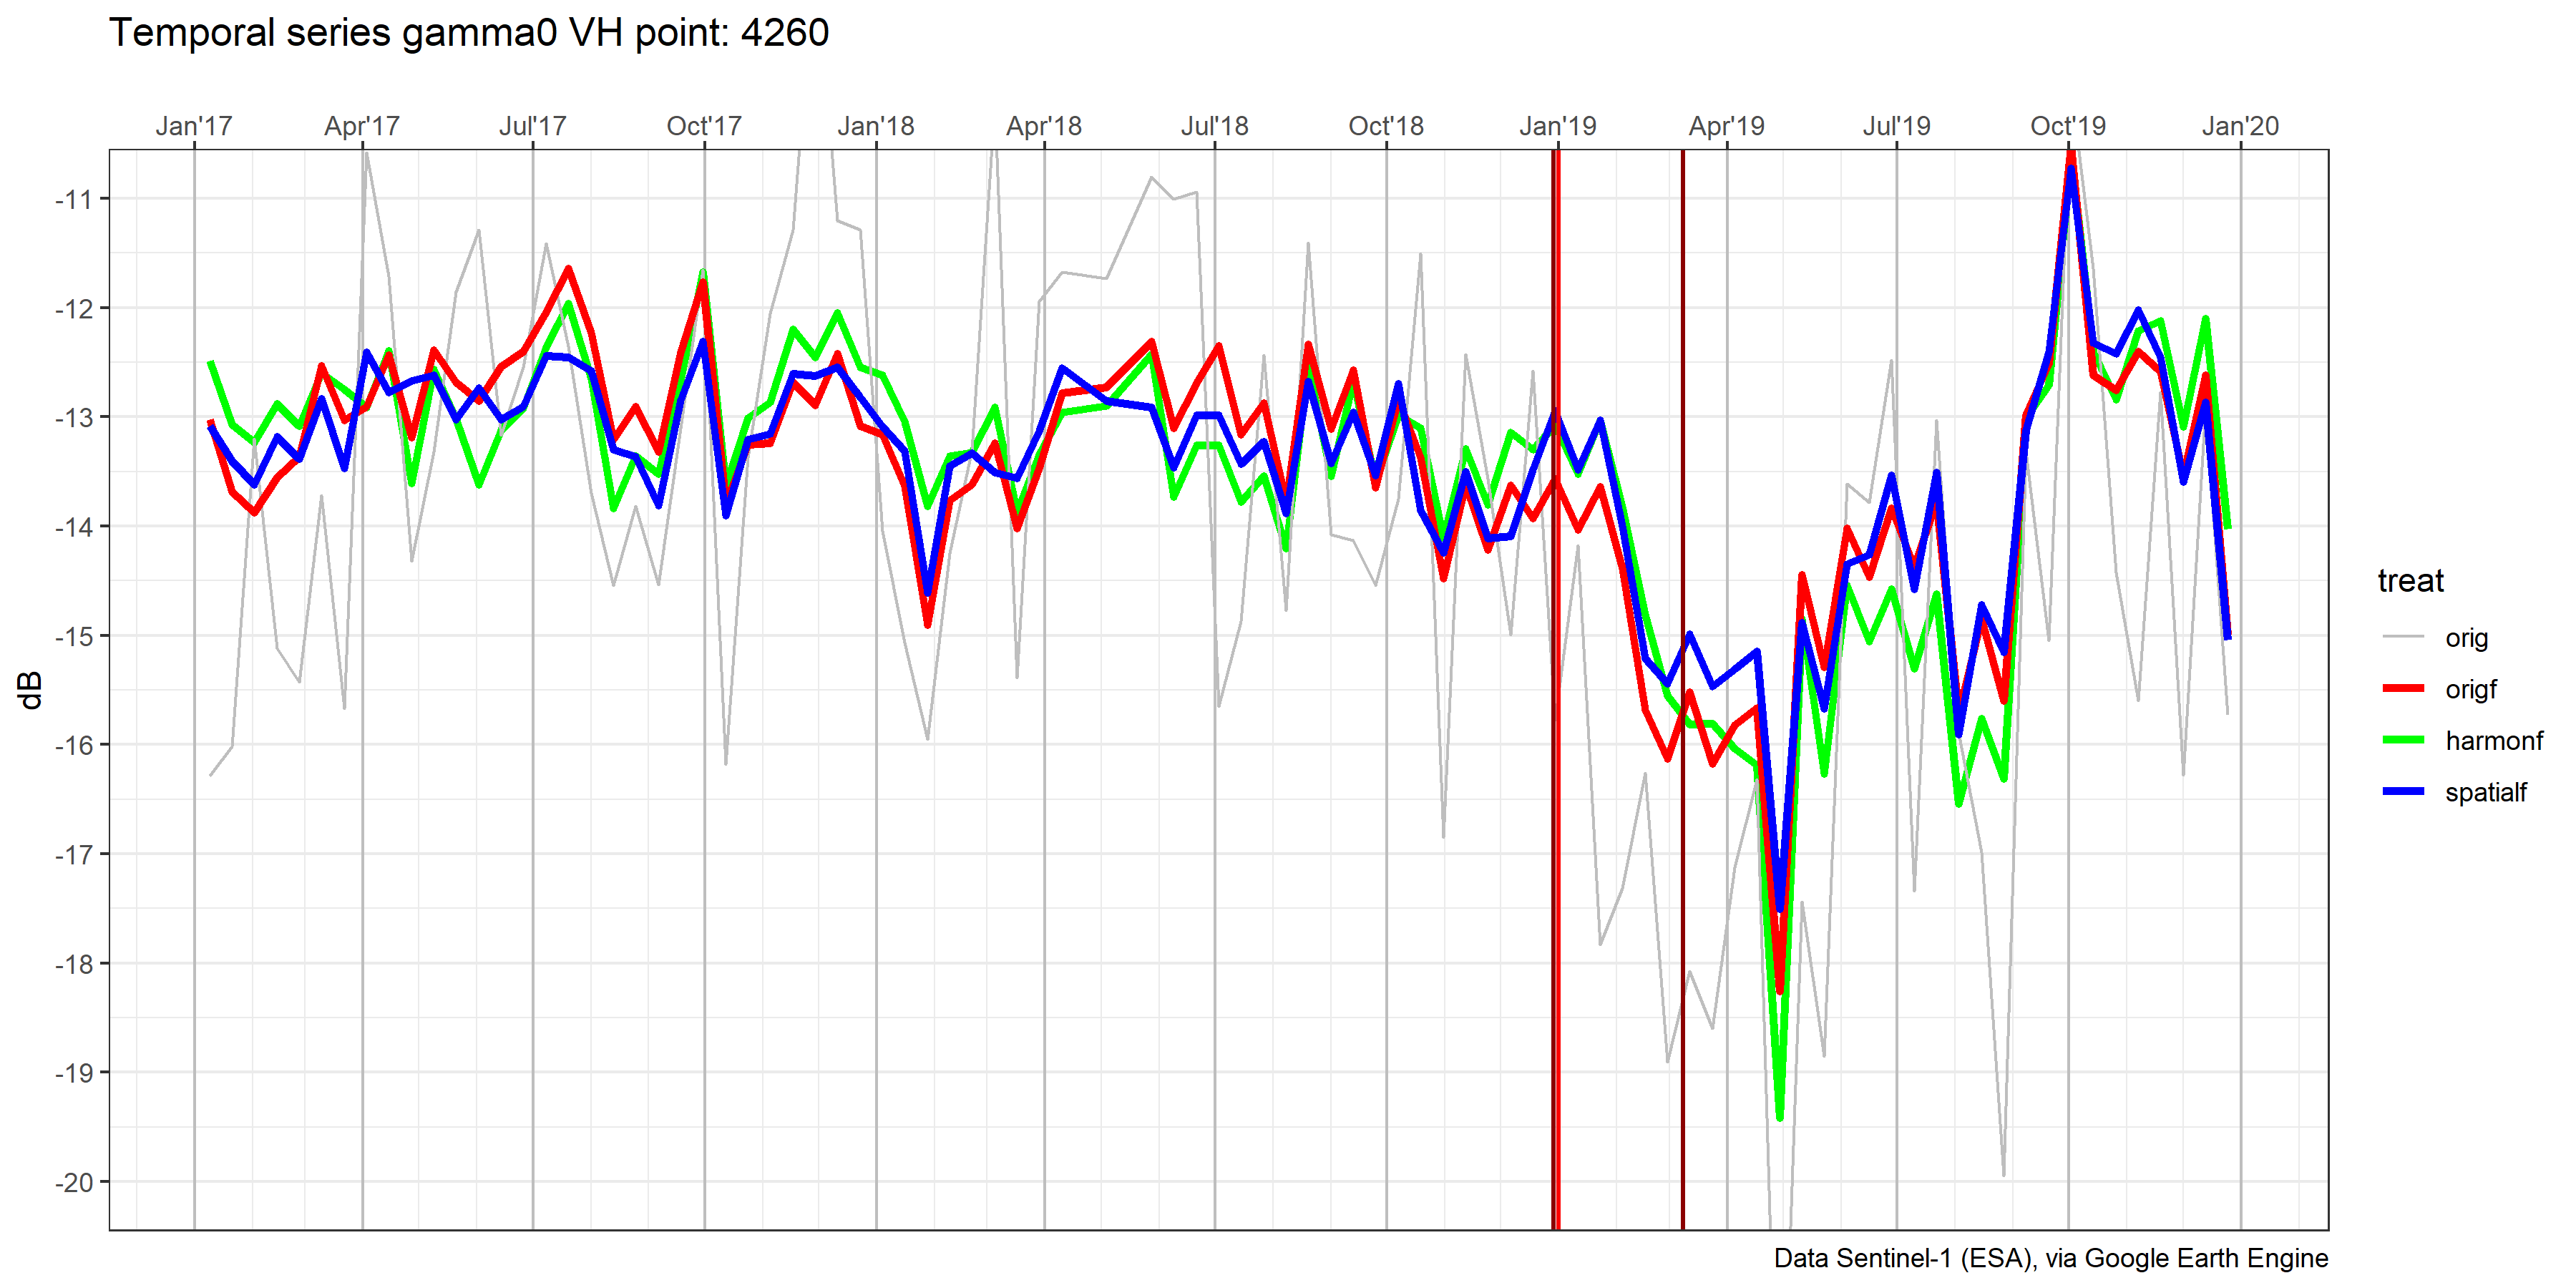 Temporal series gamma0 VH point: 4260
Jan'17 Apr'17 Jul'17 Oct'17 Jan'18 Apr'18 Jul'18 Oct'18 Jan'19 Apr'19 Jul'19 Oct'19 Jan'20
-11
-12
-13
-14
-15
-16
-17
-18
-19
-20
dB
treat
orig
origf
harmonf
spatialf
Data Sentinel-1 (ESA), via Google Earth Engine